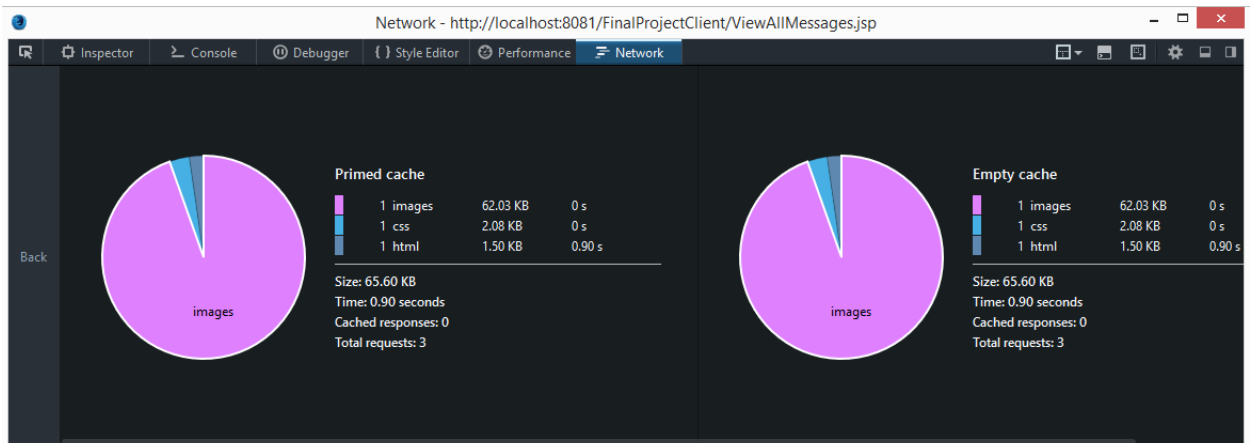 Network - http://localhost:8081/FinalProjectClient/ViewAllMessages.jsp
Inspector Console Debugger { } Style Editor Performance Network
Back
images
Primed cache
1 images 62.03 KB 0 s
1 css 2.08 KB 0 s
1 html 1.50 KB 0.90 s
Size: 65.60 KB
Time: 0.90 seconds
Cached responses: 0
Total requests: 3
images
Empty cache
1 images 62.03 KB 0 s
1 css 2.08 KB 0 s
1 html 1.50 KB 0.90 s
Size: 65.60 KB
Time: 0.90 seconds
Cached responses: 0
Total requests: 3